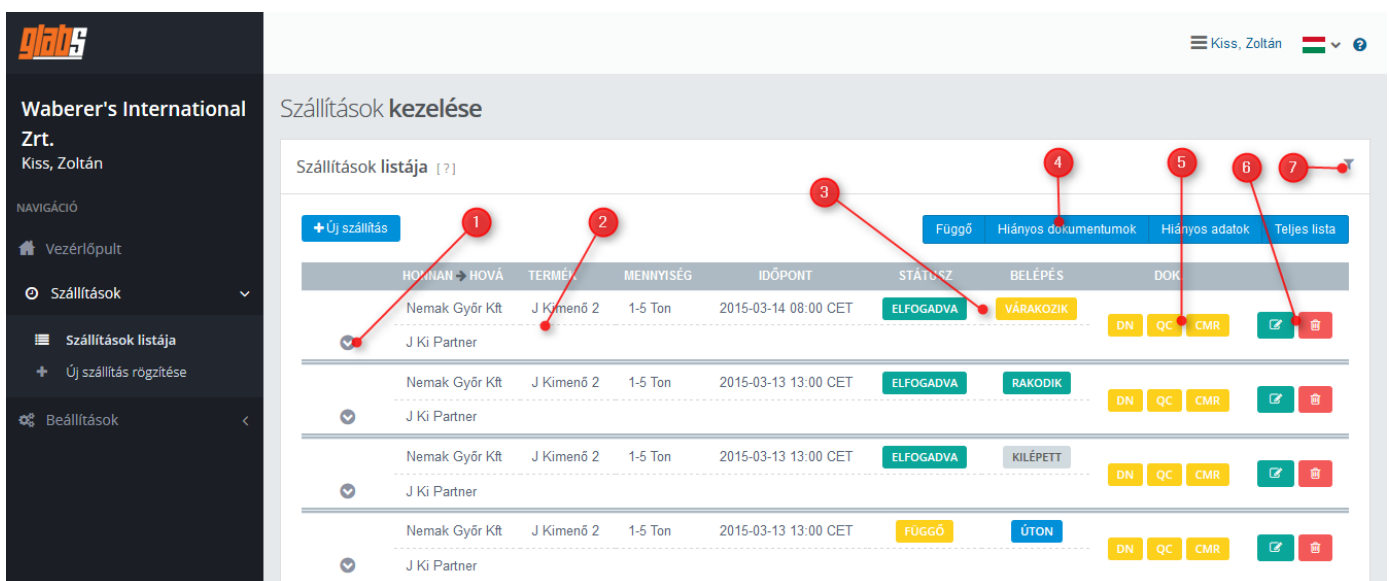 glabs
Kiss, Zoltán
Waberer's International
Zrt.
Kiss, Zoltán
NAVIGÁCIÓ
Vezérlőpult
Szállítások
Szállítások listája
Új szállítás rögzítése
Beállítások
Szállítások kezelése
Szállítások listája [?]
4 5 6 7
3
1 2
Új szállítás Függő Hiányos dokumentumok Hiányos adatok Teljes lista
HONNAN HOVÁ TERMÉK MENNYISÉG IDŐPONT STÁTUSZ BELÉPÉS DOK
Nemak Győr Kft J Kimenő 2 1-5 Ton 2015-03-14 08:00 CET ELFOGADVA VÁRAKOZIK
DN QC CMR
J Ki Partner
Nemak Győr Kft J Kimenő 2 1-5 Ton 2015-03-13 13:00 CET ELFOGADVA RAKODIK
DN QC CMR
J Ki Partner
Nemak Győr Kft J Kimenő 2 1-5 Ton 2015-03-13 13:00 CET ELFOGADVA KILÉPETT
DN QC CMR
J Ki Partner
Nemak Győr Kft J Kimenő 2 1-5 Ton 2015-03-13 13:00 CET FÜGGŐ ÚTON
DN QC CMR
J Ki Partner